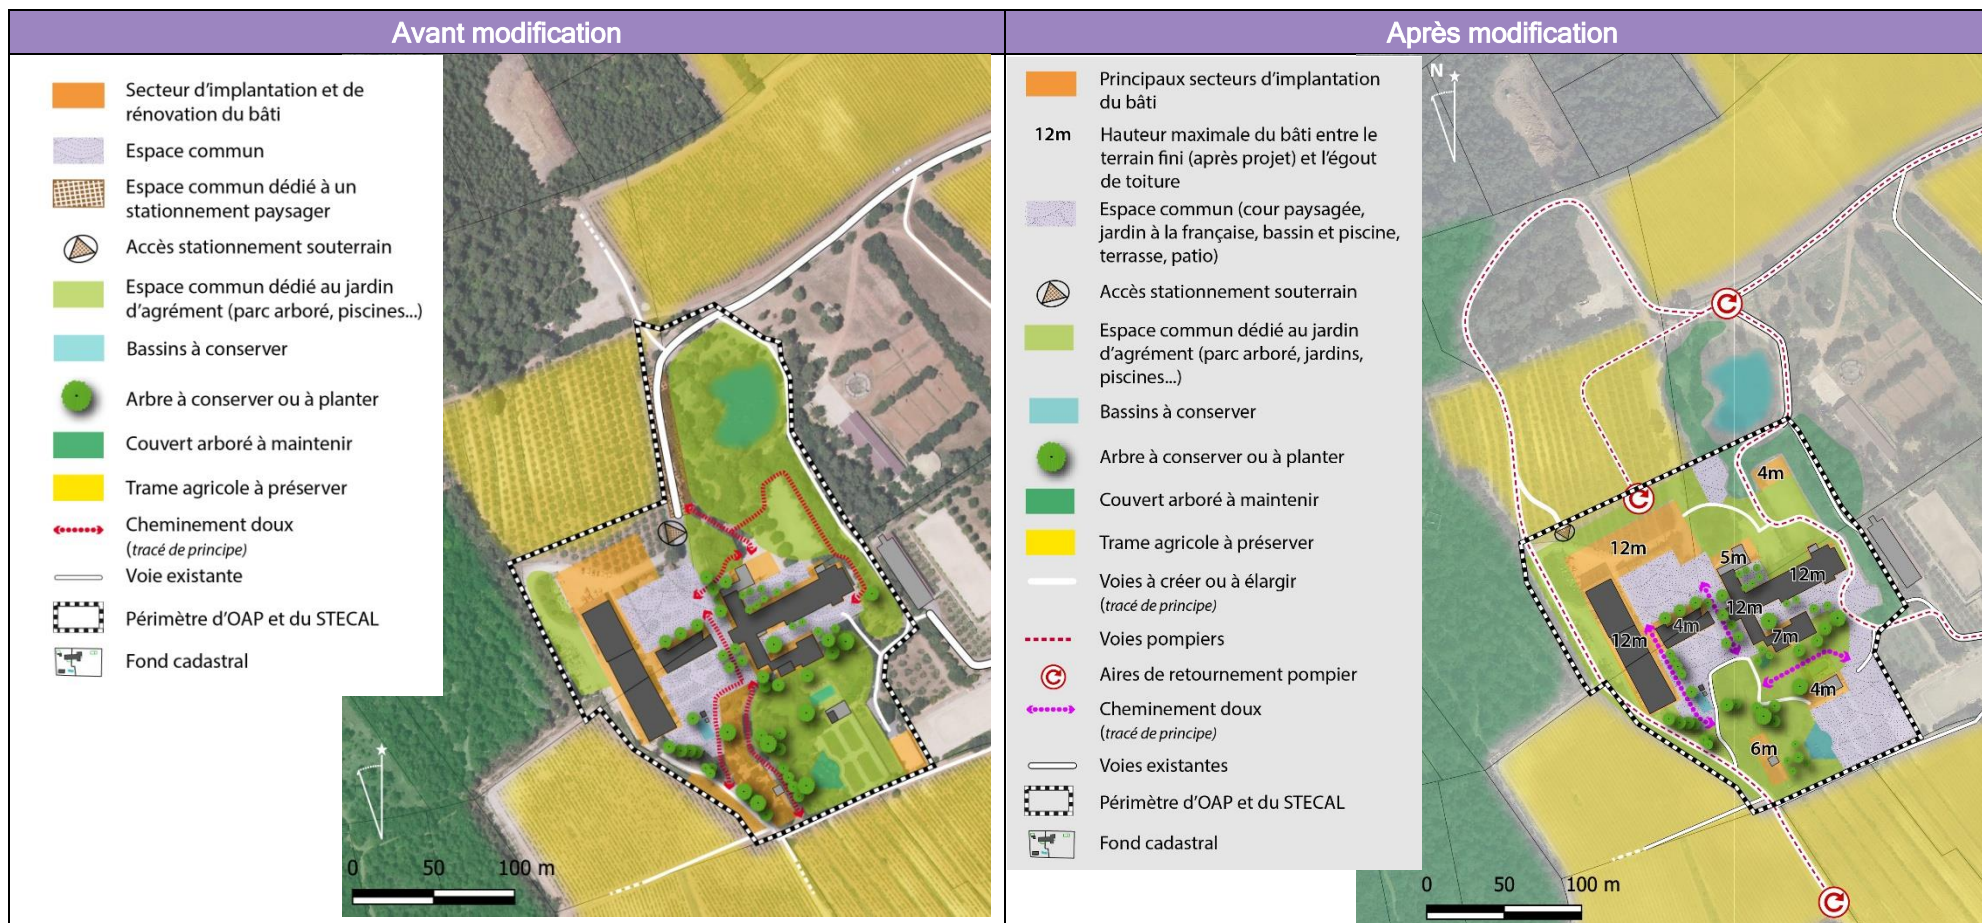 Avant modification
Secteur d'implantation et de
rénovation du bâti
Espace commun
Espace commun dédié à un
stationnement paysager
Accès stationnement souterrain
Espace commun dédié au jardin
d'agrément (parc arboré, piscines...)
Bassins à conserver
Arbre à conserver ou à planter
Couvert arboré à maintenir
Trame agricole à préserver
Cheminement doux
(tracé de principe)
Voie existante
Périmètre d'OAP et du STECAL
Fond cadastral
0 50 100 m
Après modification
Principaux secteurs d'implantation
du bâti
12m Hauteur maximale du bâti entre le
terrain fini (après projet) et l'égout
de toiture
Espace commun (cour paysagée,
jardin à la française, bassin et piscine,
terrasse, patio)
Accès stationnement souterrain
Espace commun dédié au jardin
d'agrément (parc arboré, jardins,
piscines...)
Bassins à conserver
Arbre à conserver ou à planter
Couvert arboré à maintenir
Trame agricole à préserver
Voies à créer ou à élargir
(tracé de principe)
Voies pompiers
Aires de retournement pompier
Cheminement doux
(tracé de principe)
Voies existantes
Périmètre d'OAP et du STECAL
Fond cadastral
N
4m
12m
5m
12m
12m
4m
12m
7m
4m
6m
0 50 100 m